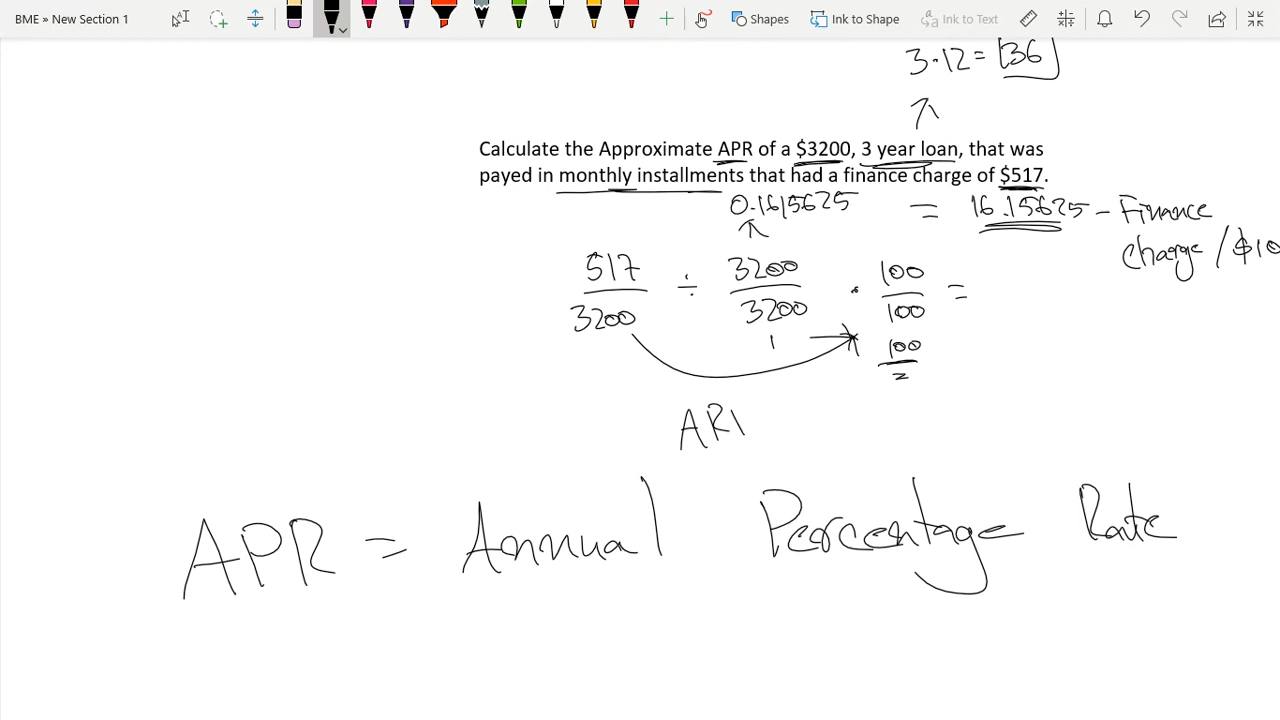 BME » New Section 1
Shapes
Ink to Shape
Ink to Text
3·12= [36]
Calculate the Approximate APR of a $3200, 3 year loan, that was
payed in monthly installments that had a finance charge of $517.
0.1615625 = 16.15625 - Finance
charge / $10
517/3200 ÷ 3200/3200 · 100/100 =
1
100
2
API
APR = Annual Percentage Rate